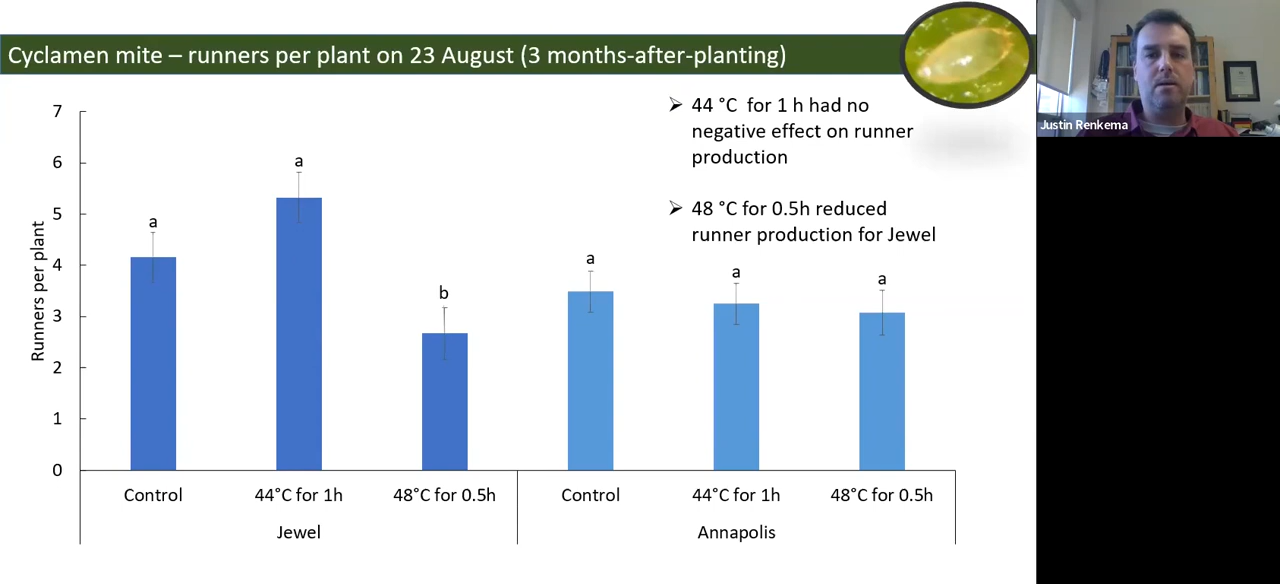 Cyclamen mite – runners per plant on 23 August (3 months-after-planting)
Justin Renkema
➢ 44 °C for 1 h had no
negative effect on runner
production
➢ 48 °C for 0.5h reduced
runner production for Jewel
Runners per plant
7
6
5
4
3
2
1
0
a
a
b
a
a
a
Control
44°C for 1h
48°C for 0.5h
Control
44°C for 1h
48°C for 0.5h
Jewel
Annapolis